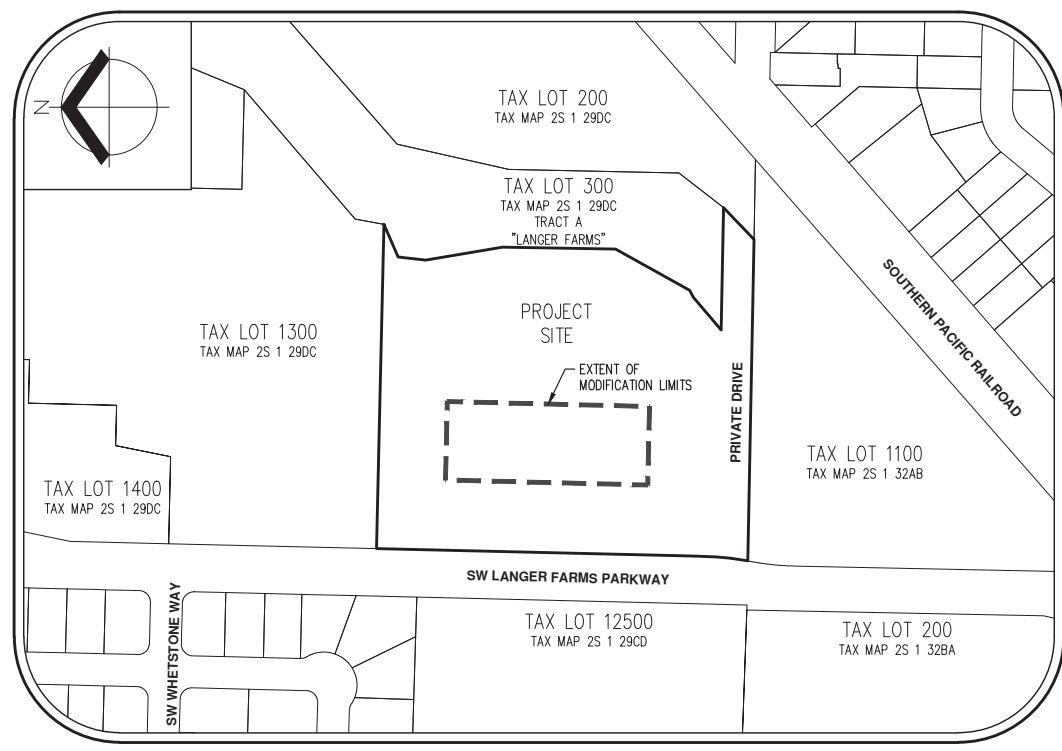 N
TAX LOT 200
TAX MAP 2S 1 29DC
TAX LOT 300
TAX MAP 2S 1 29DC
TRACT A
"LANGER FARMS"
PROJECT
SITE
TAX LOT 1300
TAX MAP 2S 1 29DC
EXTENT OF
MODIFICATION LIMITS
PRIVATE DRIVE
SOUTHERN PACIFIC RAILROAD
TAX LOT 1100
TAX MAP 2S 1 32AB
TAX LOT 1400
TAX MAP 2S 1 29DC
SW LANGER FARMS PARKWAY
SW WHETSTONE WAY
TAX LOT 12500
TAX MAP 2S 1 29CD
TAX LOT 200
TAX MAP 2S 1 32BA